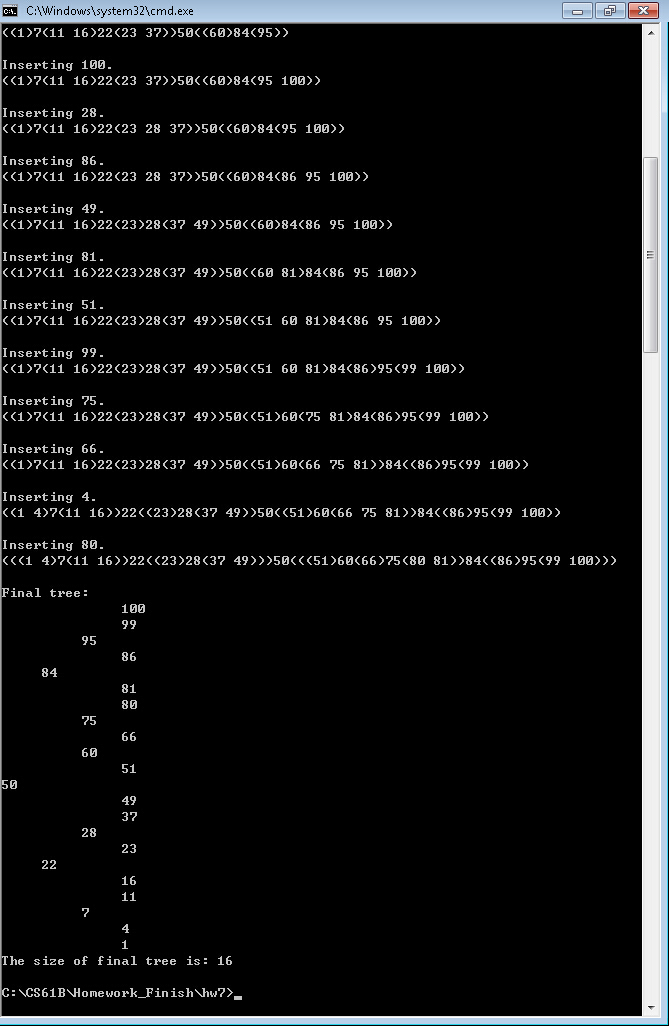 C:\Windows\system32\cmd.exe
((1)7(11 16)22(23 37))50((60)84(95))
Inserting 100.
((1)7(11 16)22(23 37))50((60)84(95 100))
Inserting 28.
((1)7(11 16)22(23 28 37))50((60)84(95 100))
Inserting 86.
((1)7(11 16)22(23 28 37))50((60)84(86 95 100))
Inserting 49.
((1)7(11 16)22(23)28(37 49))50((60)84(86 95 100))
Inserting 81.
((1)7(11 16)22(23)28(37 49))50((60 81)84(86 95 100))
Inserting 51.
((1)7(11 16)22(23)28(37 49))50((51 60 81)84(86 95 100))
Inserting 99.
((1)7(11 16)22(23)28(37 49))50((51 60 81)84(86)95(99 100))
Inserting 75.
((1)7(11 16)22(23)28(37 49))50((51)60(75 81)84(86)95(99 100))
Inserting 66.
((1)7(11 16)22(23)28(37 49))50((51)60(66 75 81))84((86)95(99 100))
Inserting 4.
((1 4)7(11 16))22((23)28(37 49))50((51)60(66 75 81))84((86)95(99 100))
Inserting 80.
(((1 4)7(11 16))22((23)28(37 49)))50(((51)60(66)75(80 81))84((86)95(99 100)))
Final tree:
100
99
95
86
84
81
80
75
66
60
51
50
49
37
28
23
22
16
11
7
4
1
The size of final tree is: 16
C:\CS61B\Homework_Finish\hw7>_